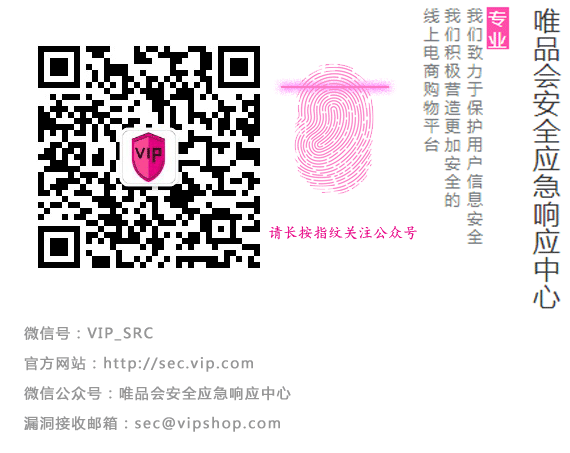 唯品会安全应急响应中心
专业
我们致力于保护用户信息安全
我们积极营造更加安全的
线上电商购物平台
VIP
请长按指纹关注公众号
微信号：VIP_SRC
官方网站：http://sec.vip.com
微信公众号：唯品会安全应急响应中心
漏洞接收邮箱：sec@vipshop.com